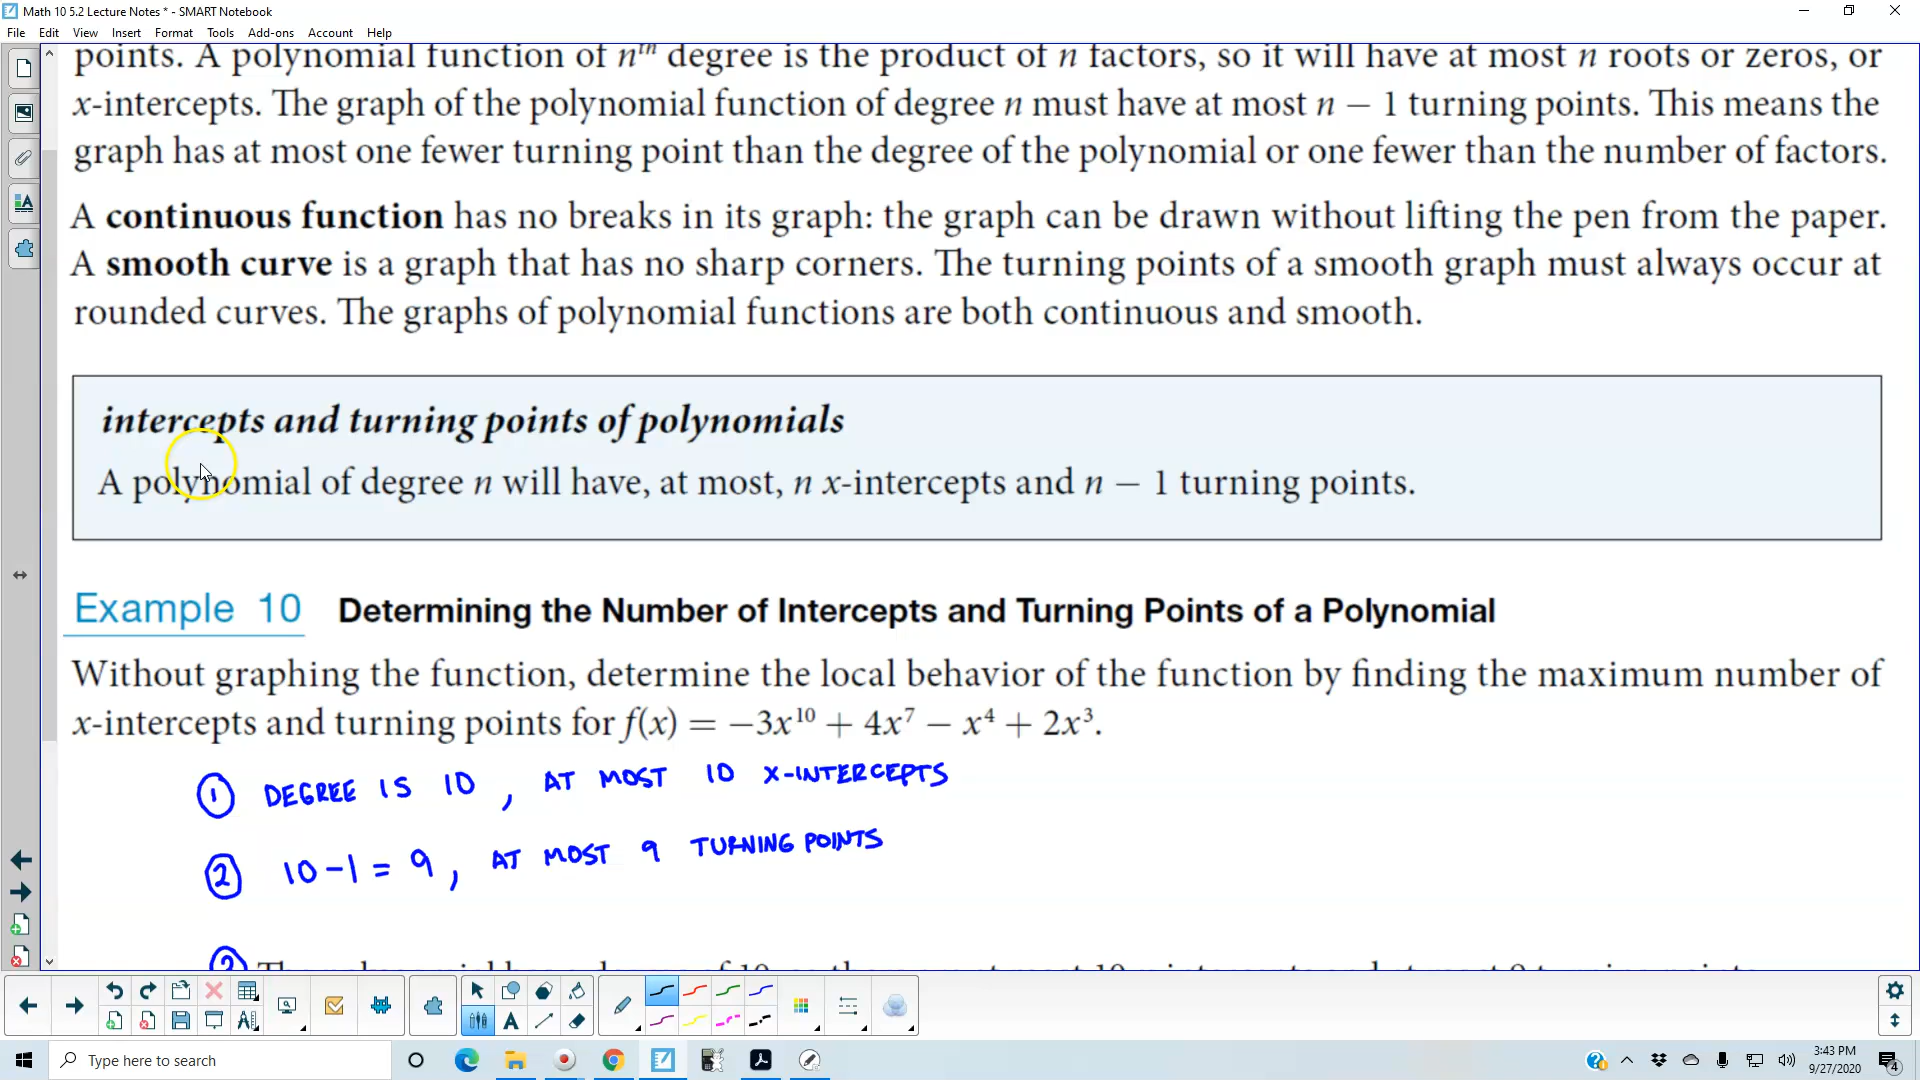 Math 10 5.2 Lecture Notes * - SMART Notebook
File Edit View Insert Format Tools Add-ons Account Help
points. A polynomial function of nᵗʰ degree is the product of n factors, so it will have at most n roots or zeros, or
x-intercepts. The graph of the polynomial function of degree n must have at most n − 1 turning points. This means the
graph has at most one fewer turning point than the degree of the polynomial or one fewer than the number of factors.
A continuous function has no breaks in its graph: the graph can be drawn without lifting the pen from the paper.
A smooth curve is a graph that has no sharp corners. The turning points of a smooth graph must always occur at
rounded curves. The graphs of polynomial functions are both continuous and smooth.
intercepts and turning points of polynomials
A polynomial of degree n will have, at most, n x-intercepts and n − 1 turning points.
Example 10 Determining the Number of Intercepts and Turning Points of a Polynomial
Without graphing the function, determine the local behavior of the function by finding the maximum number of
x-intercepts and turning points for f(x) = −3x¹⁰ + 4x⁷ − x⁴ + 2x³.
① DEGREE IS 10 , AT MOST 10 X-INTERCEPTS
② 10-1 = 9 , AT MOST 9 TURNING POINTS
Type here to search
3:43 PM
9/27/2020
4